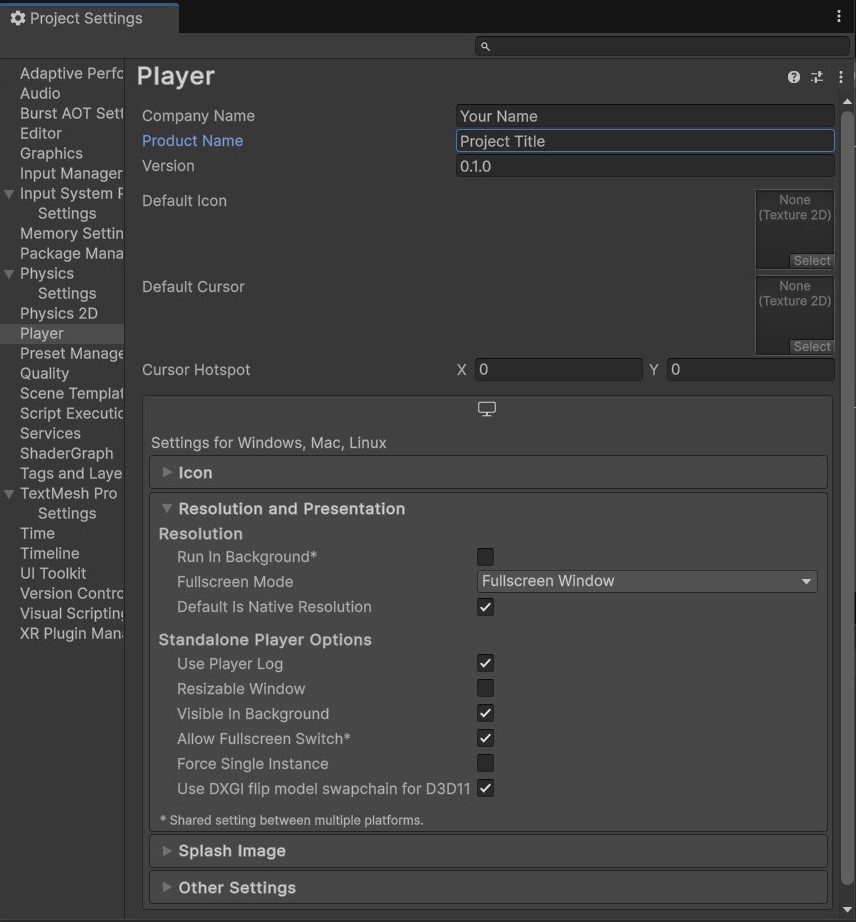 Project Settings
Player
Adaptive Perfo
Audio
Burst AOT Sett
Editor
Graphics
Input Manager
Input System P
Settings
Memory Settin
Package Mana
Physics
Settings
Physics 2D
Player
Preset Manage
Quality
Scene Templat
Script Executio
Services
ShaderGraph
Tags and Laye
TextMesh Pro
Settings
Time
Timeline
UI Toolkit
Version Contro
Visual Scripting
XR Plugin Mana
Company Name Your Name
Product Name Project Title
Version 0.1.0
Default Icon
None
(Texture 2D)
Select
Default Cursor
None
(Texture 2D)
Select
Cursor Hotspot X 0 Y 0
Settings for Windows, Mac, Linux
Icon
Resolution and Presentation
Resolution
Run In Background*
Fullscreen Mode Fullscreen Window
Default Is Native Resolution
Standalone Player Options
Use Player Log
Resizable Window
Visible In Background
Allow Fullscreen Switch*
Force Single Instance
Use DXGI flip model swapchain for D3D11
* Shared setting between multiple platforms.
Splash Image
Other Settings